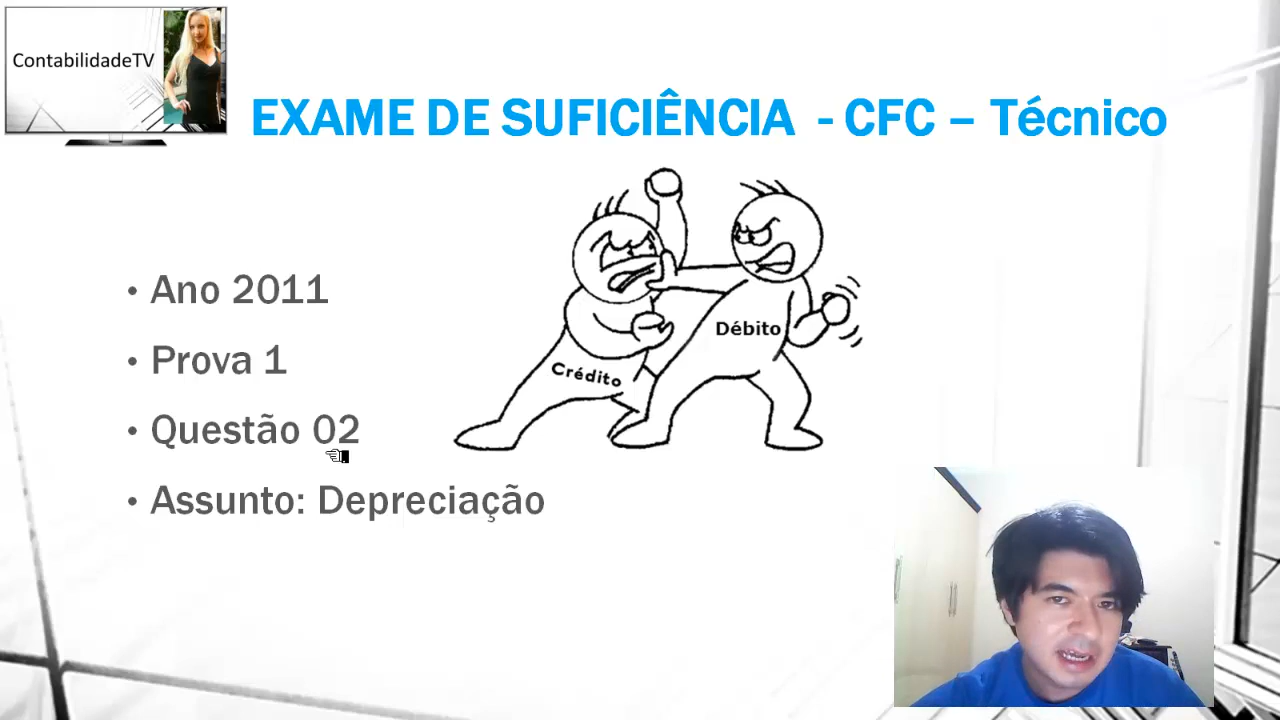 ContabilidadeTV
EXAME DE SUFICIÊNCIA - CFC – Técnico
• Ano 2011
• Prova 1
• Questão 02
• Assunto: Depreciação
Crédito
Débito